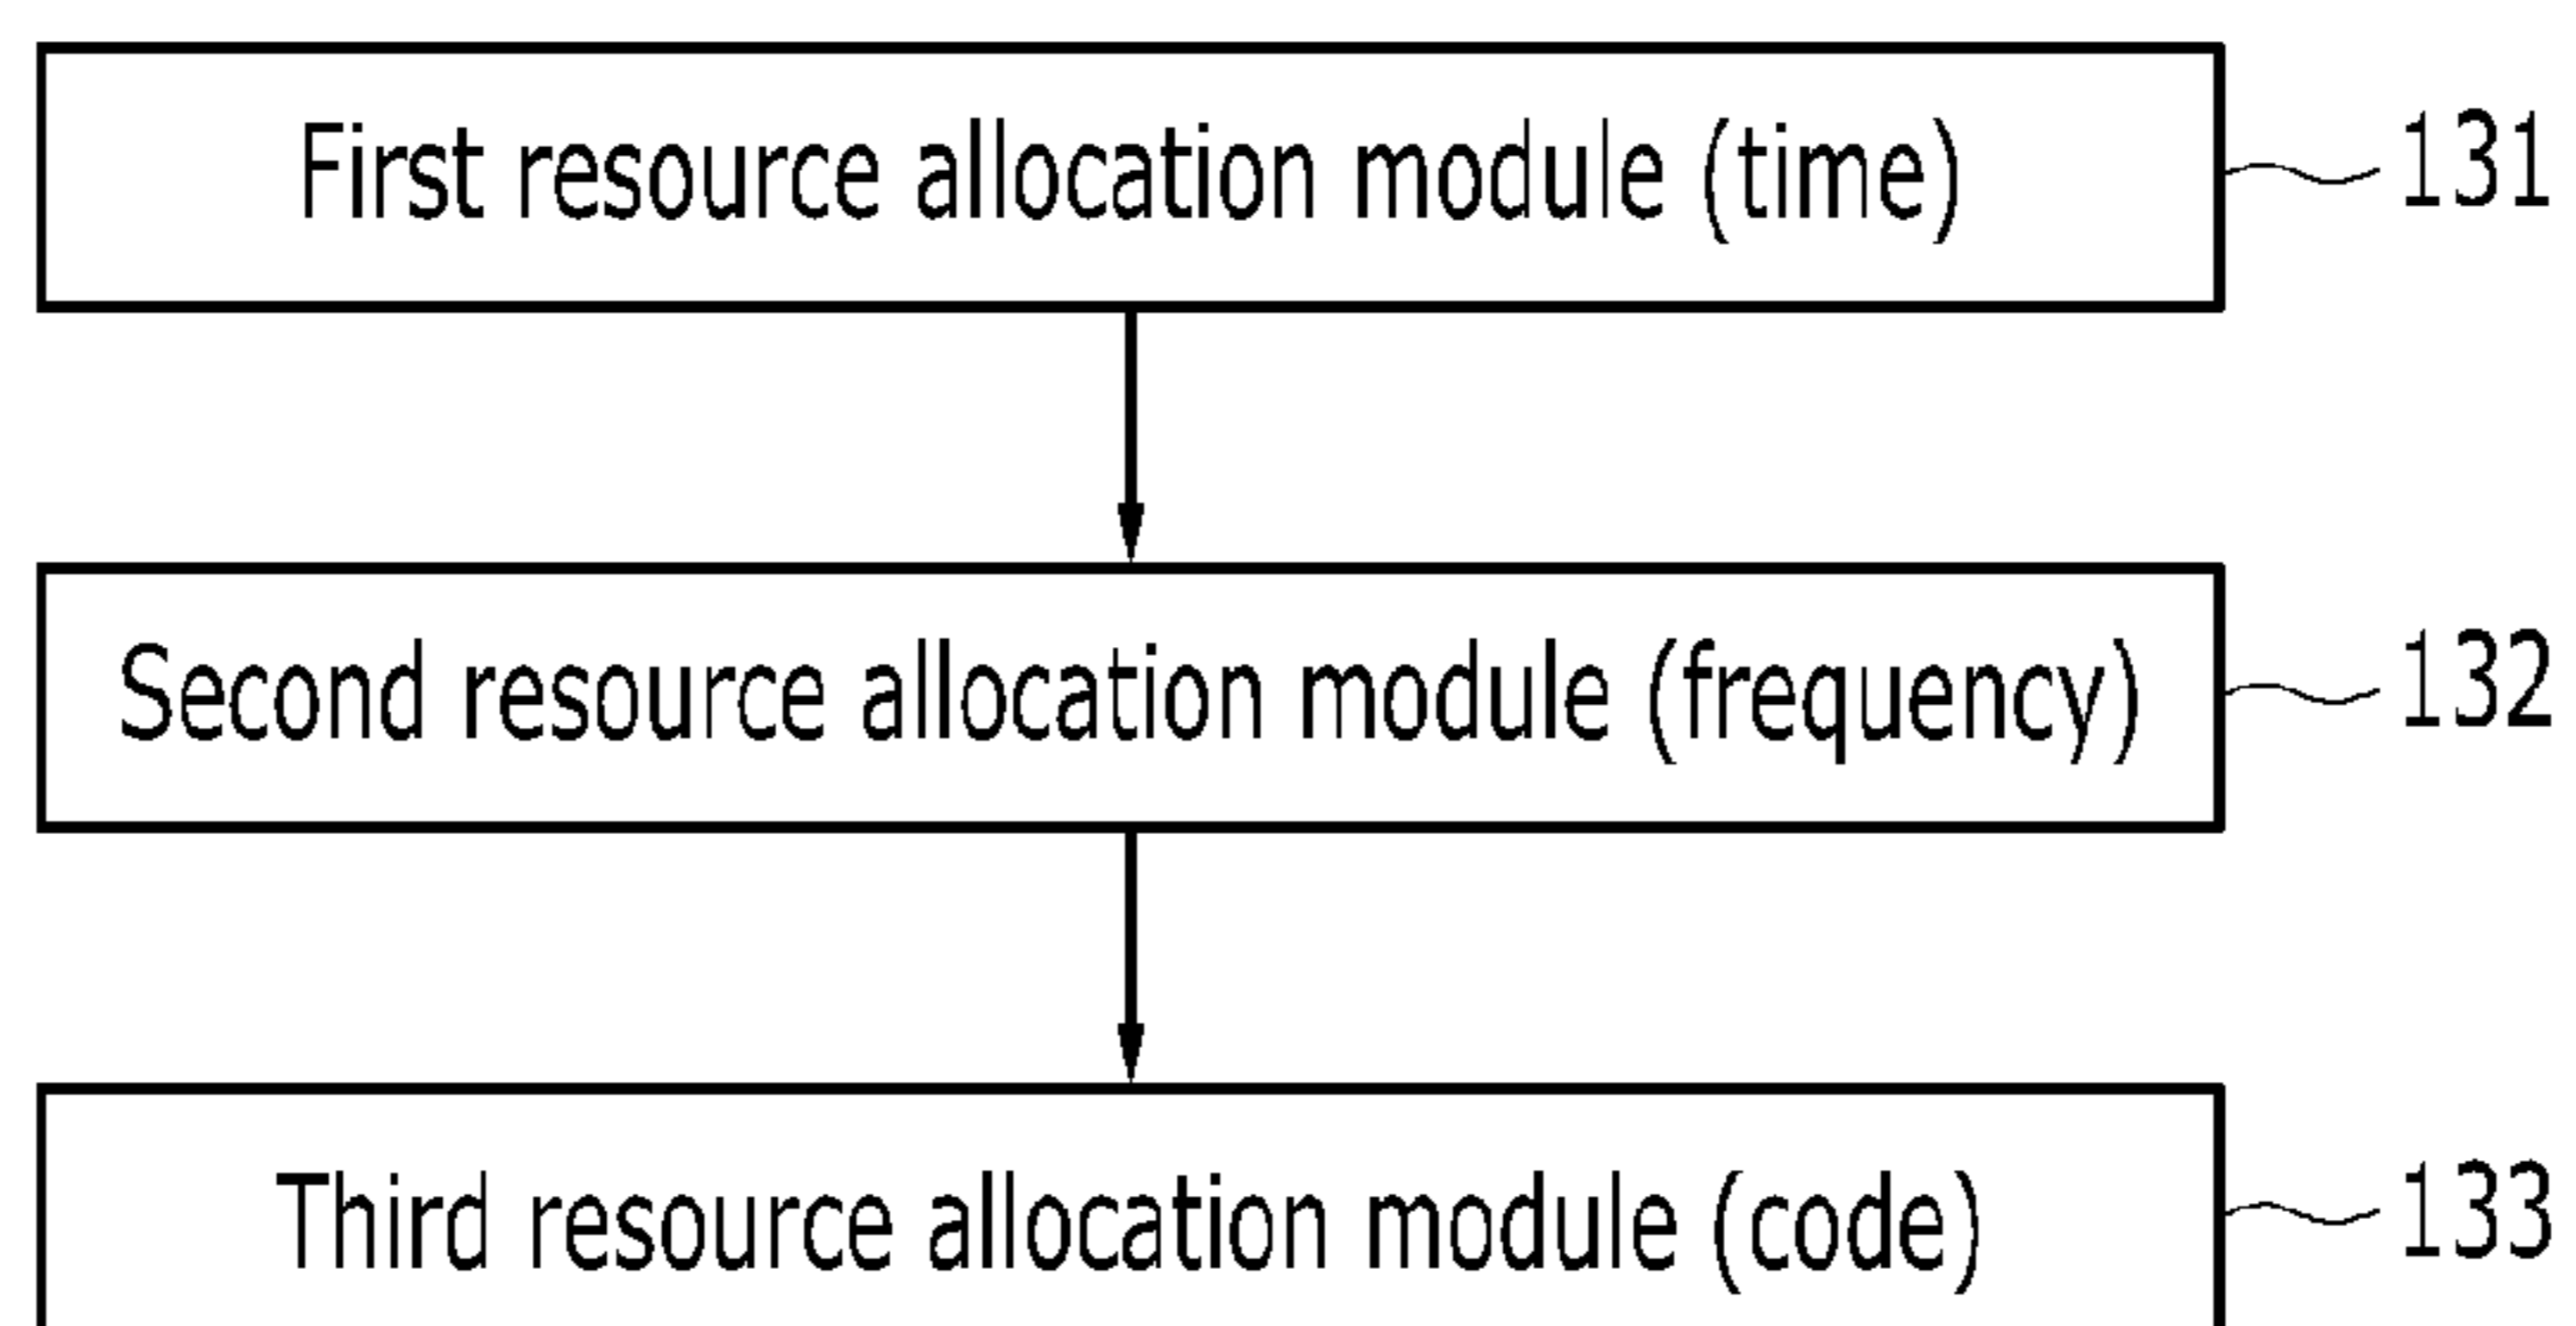 First resource allocation module (time) 131
Second resource allocation module (frequency) 132
Third resource allocation module (code) 133